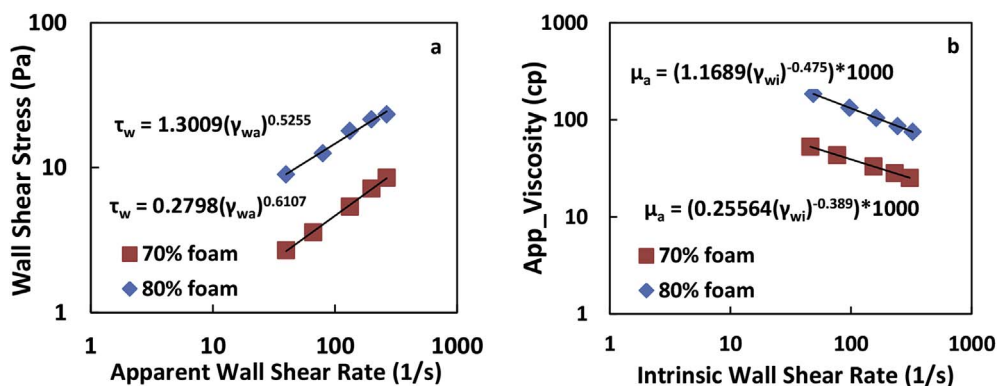 Wall Shear Stress (Pa)
100
10
1
a
τw = 1.3009(γwa)^0.5255
τw = 0.2798(γwa)^0.6107
70% foam
80% foam
1 10 100 1000
Apparent Wall Shear Rate (1/s)
App_Viscosity (cp)
1000
100
10
1
b
μa = (1.1689(γwi)^-0.475)*1000
μa = (0.25564(γwi)^-0.389)*1000
70% foam
80% foam
1 10 100 1000
Intrinsic Wall Shear Rate (1/s)